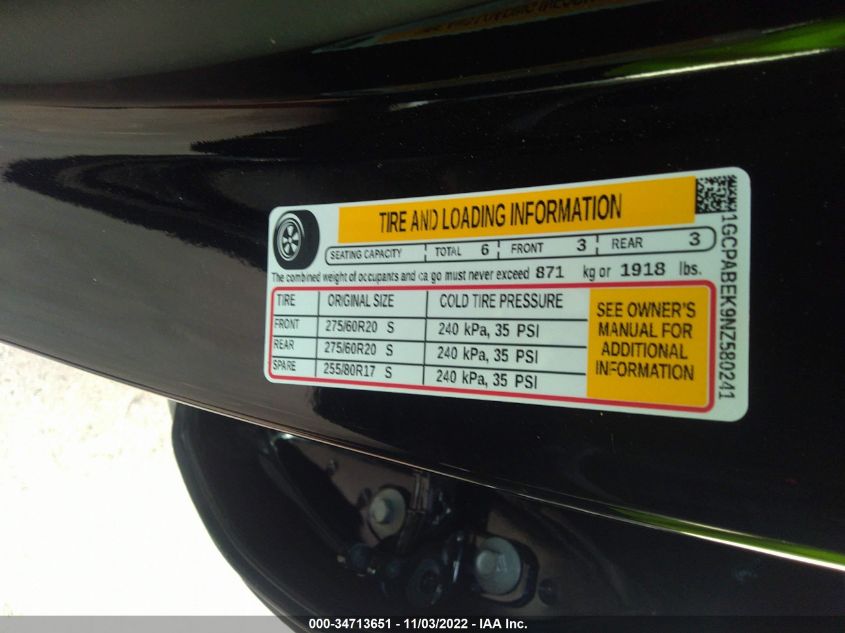 TIRE AND LOADING INFORMATION
SEATING CAPACITY TOTAL 6 FRONT 3 REAR 3
The combined weight of occupants and ca go must never exceed 871 kg or 1918 lbs.
TIRE ORIGINAL SIZE COLD TIRE PRESSURE
FRONT 275/60R20 S 240 kPa, 35 PSI
REAR 275/60R20 S 240 kPa, 35 PSI
SPARE 255/80R17 S 240 kPa, 35 PSI
SEE OWNER'S
MANUAL FOR
ADDITIONAL
INFORMATION
1GCPABEK9NZ580241
000-34713651 - 11/03/2022 - IAA Inc.